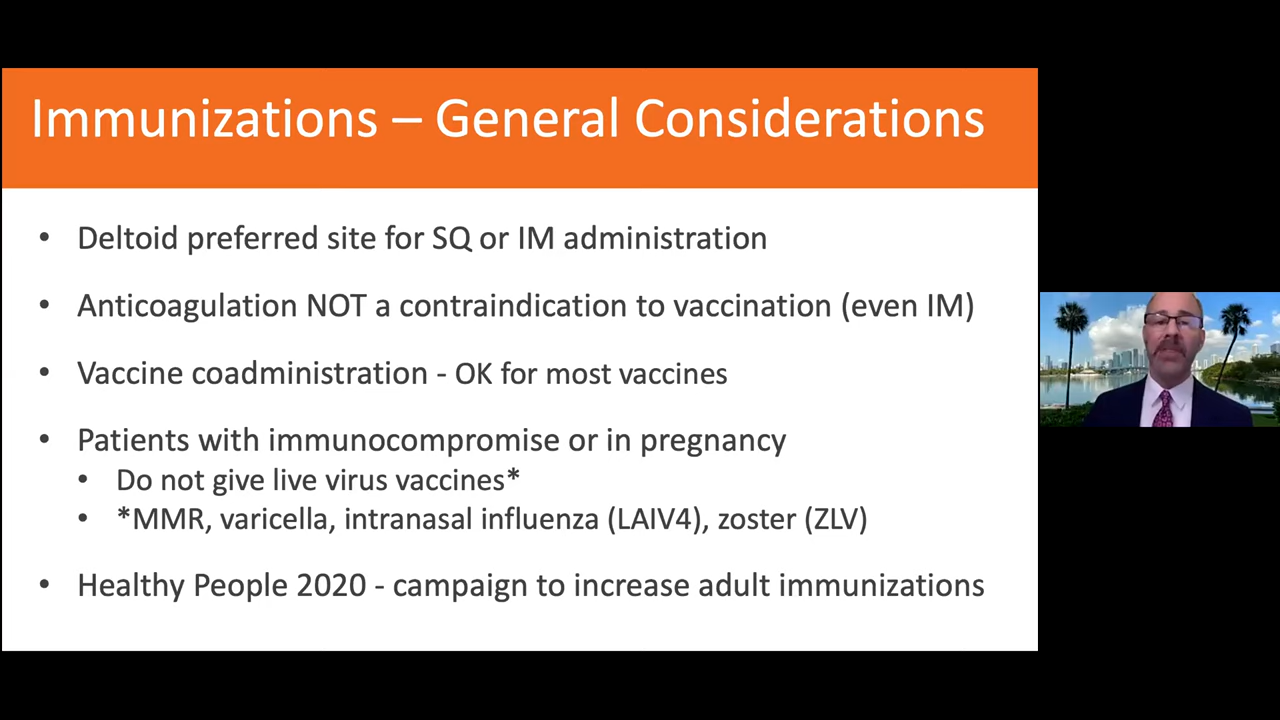 Immunizations – General Considerations
• Deltoid preferred site for SQ or IM administration
• Anticoagulation NOT a contraindication to vaccination (even IM)
• Vaccine coadministration - OK for most vaccines
• Patients with immunocompromise or in pregnancy
• Do not give live virus vaccines*
• *MMR, varicella, intranasal influenza (LAIV4), zoster (ZLV)
• Healthy People 2020 - campaign to increase adult immunizations